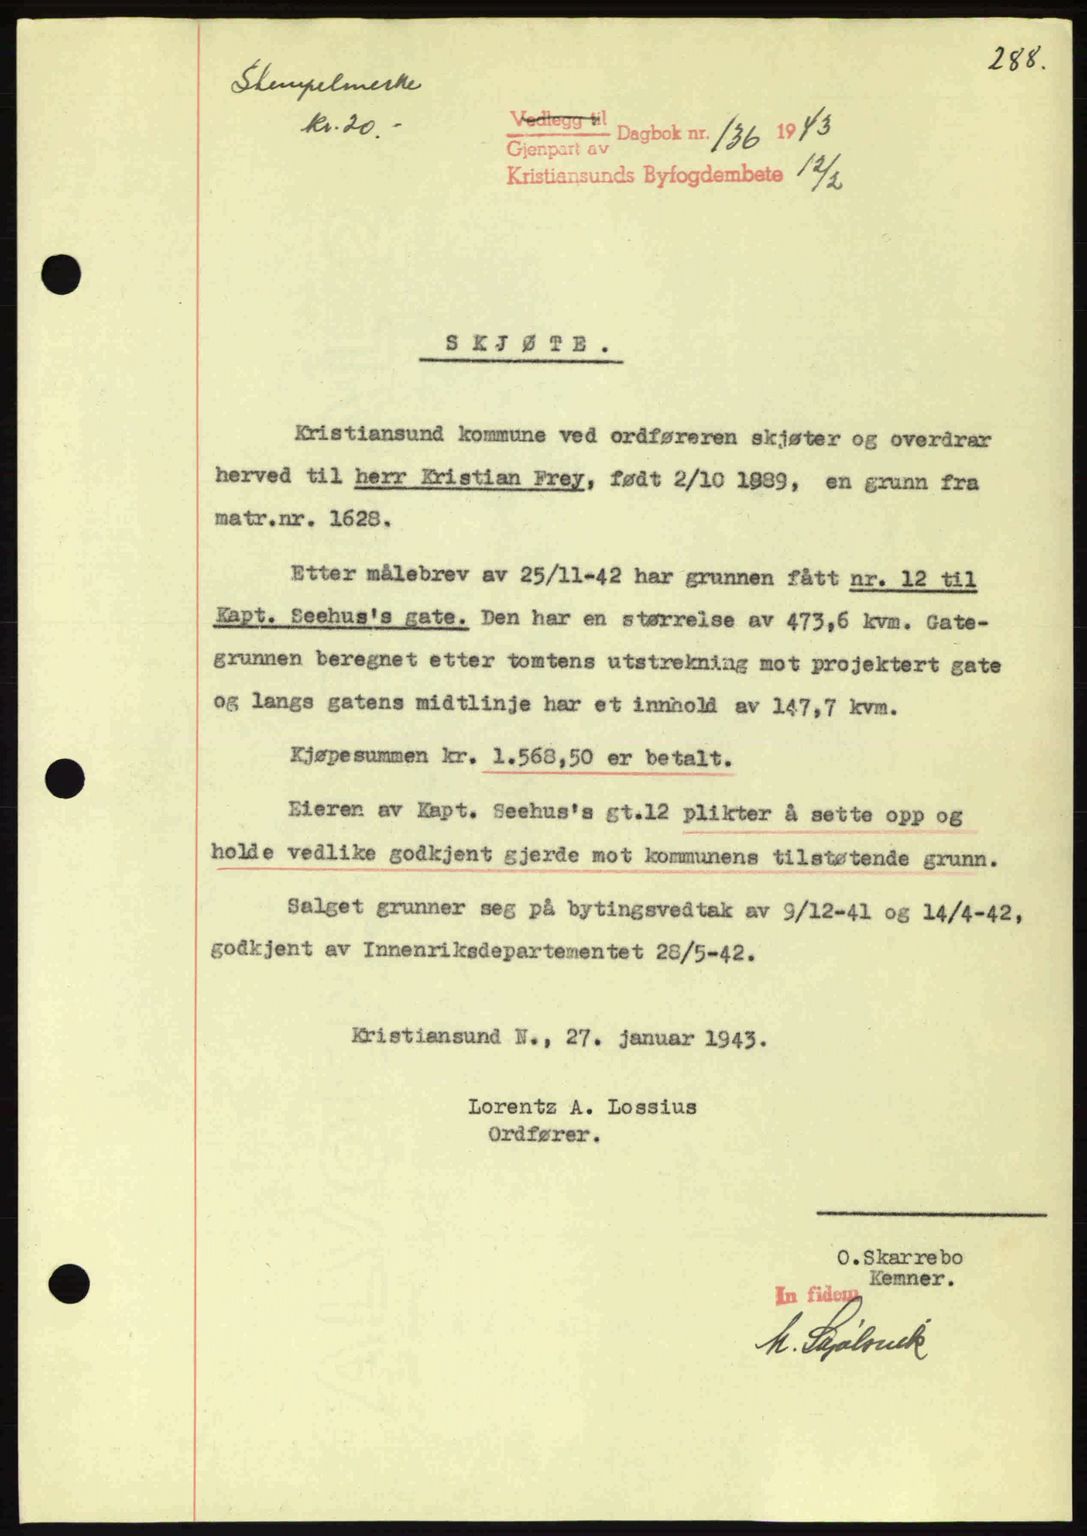 288.
Stempelmerke
kr. 20.-
Vedlegg til
Gjenpart av Dagbok nr. 136 1943
Kristiansunds Byfogdembete 12/2
SKJØTE.
Kristiansund kommune ved ordføreren skjøter og overdrar
herved til herr Kristian Frey, født 2/10 1889, en grunn fra
matr.nr. 1628.
Etter målebrev av 25/11-42 har grunnen fått nr. 12 til
Kapt. Seehus's gate. Den har en størrelse av 473,6 kvm. Gate-
grunnen beregnet etter tomtens utstrekning mot projektert gate
og langs gatens midtlinje har et innhold av 147,7 kvm.
Kjøpesummen kr. 1.568,50 er betalt.
Eieren av Kapt. Seehus's gt.12 plikter å sette opp og
holde vedlike godkjent gjerde mot kommunens tilstøtende grunn.
Salget grunner seg på bytingsvedtak av 9/12-41 og 14/4-42,
godkjent av Innenriksdepartementet 28/5-42.
Kristiansund N., 27. januar 1943.
Lorentz A. Lossius
Ordfører.
O.Skarrebo
Kemner.
In fidem
M. Skjølsvik